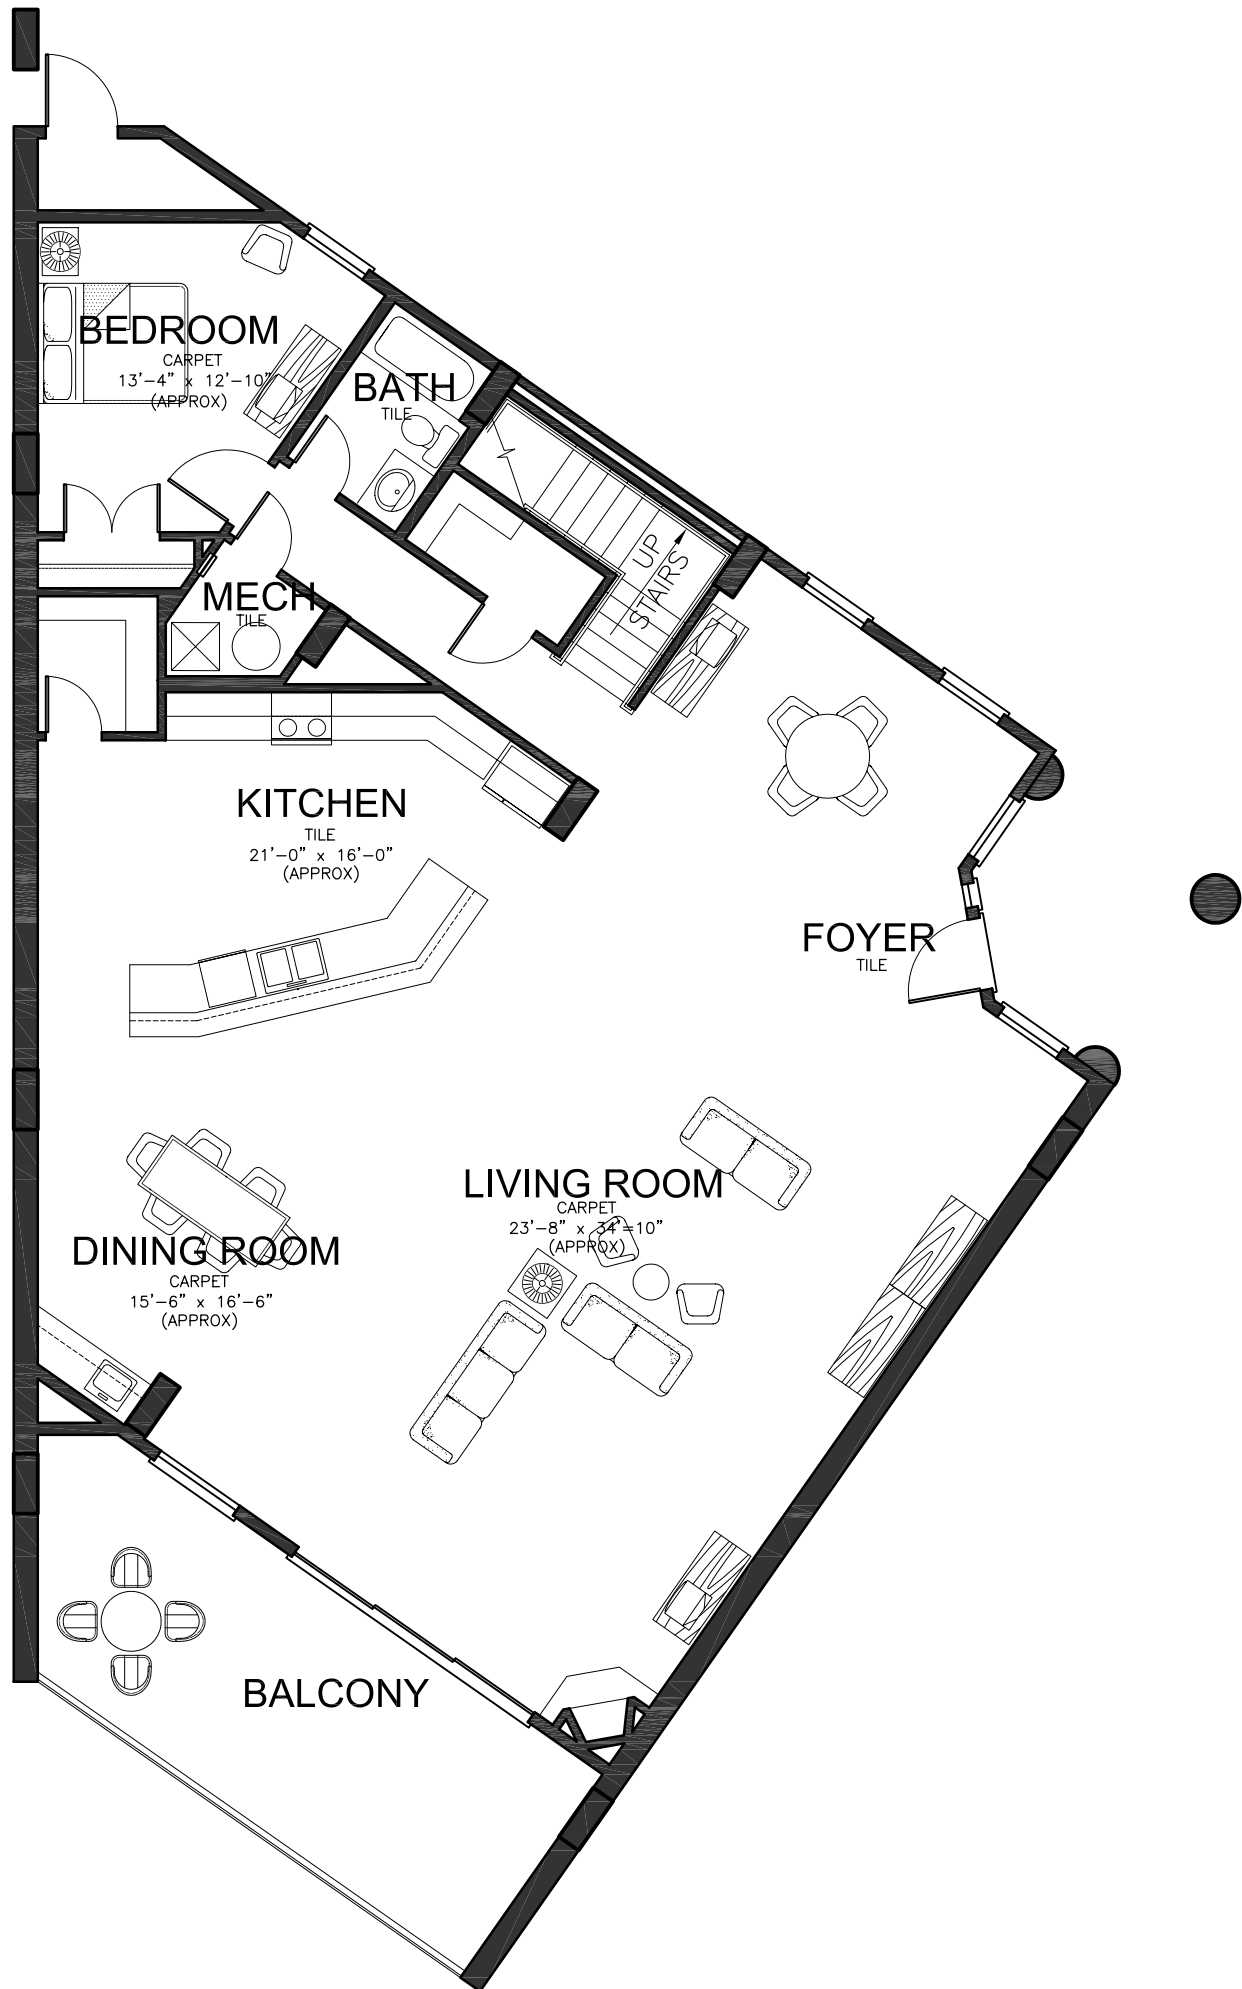 BEDROOM
CARPET
13'-4" x 12'-10"
(APPROX)
BATH
TILE
UP
STAIRS
MECH
TILE
KITCHEN
TILE
21'-0" x 16'-0"
(APPROX)
FOYER
TILE
LIVING ROOM
CARPET
23'-8" x 34'=10"
(APPROX)
DINING ROOM
CARPET
15'-6" x 16'-6"
(APPROX)
BALCONY